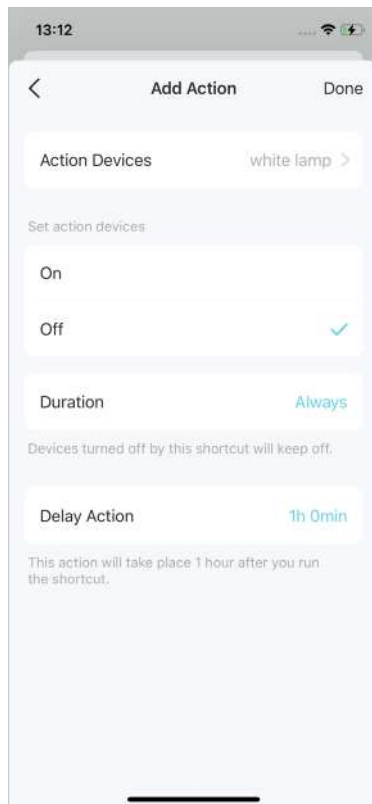 13:12
Add Action Done
Action Devices white lamp
Set action devices
On
Off
Duration Always
Devices turned off by this shortcut will keep off.
Delay Action 1h 0min
This action will take place 1 hour after you run
the shortcut.